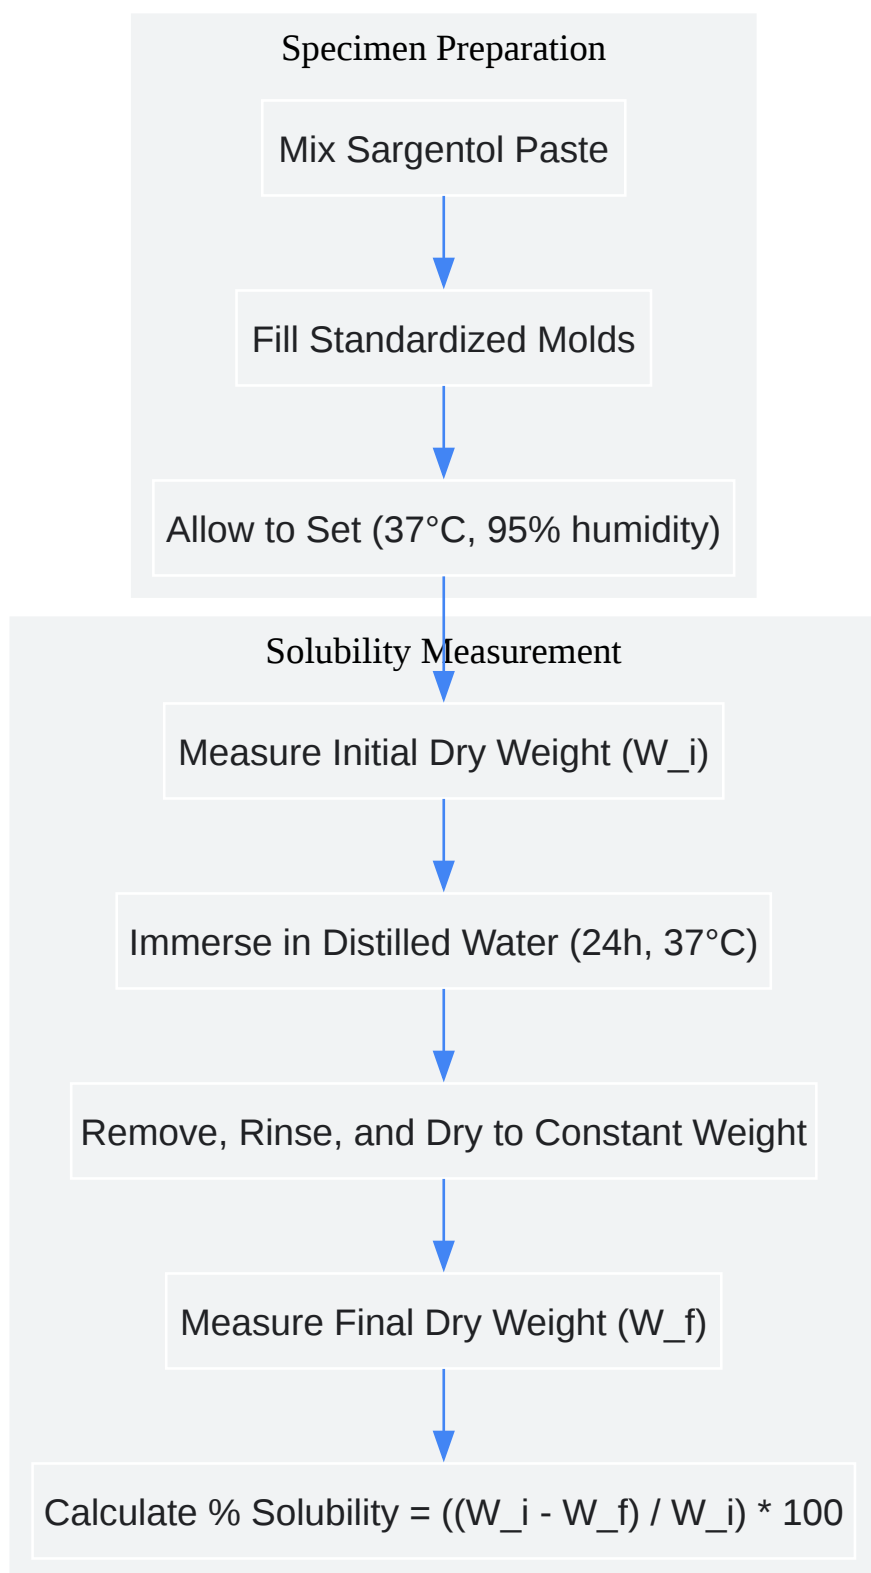 Specimen Preparation
Mix Sargentol Paste
Fill Standardized Molds
Allow to Set (37°C, 95% humidity)
Solubility Measurement
Measure Initial Dry Weight (W_i)
Immerse in Distilled Water (24h, 37°C)
Remove, Rinse, and Dry to Constant Weight
Measure Final Dry Weight (W_f)
Calculate % Solubility = ((W_i - W_f) / W_i) * 100